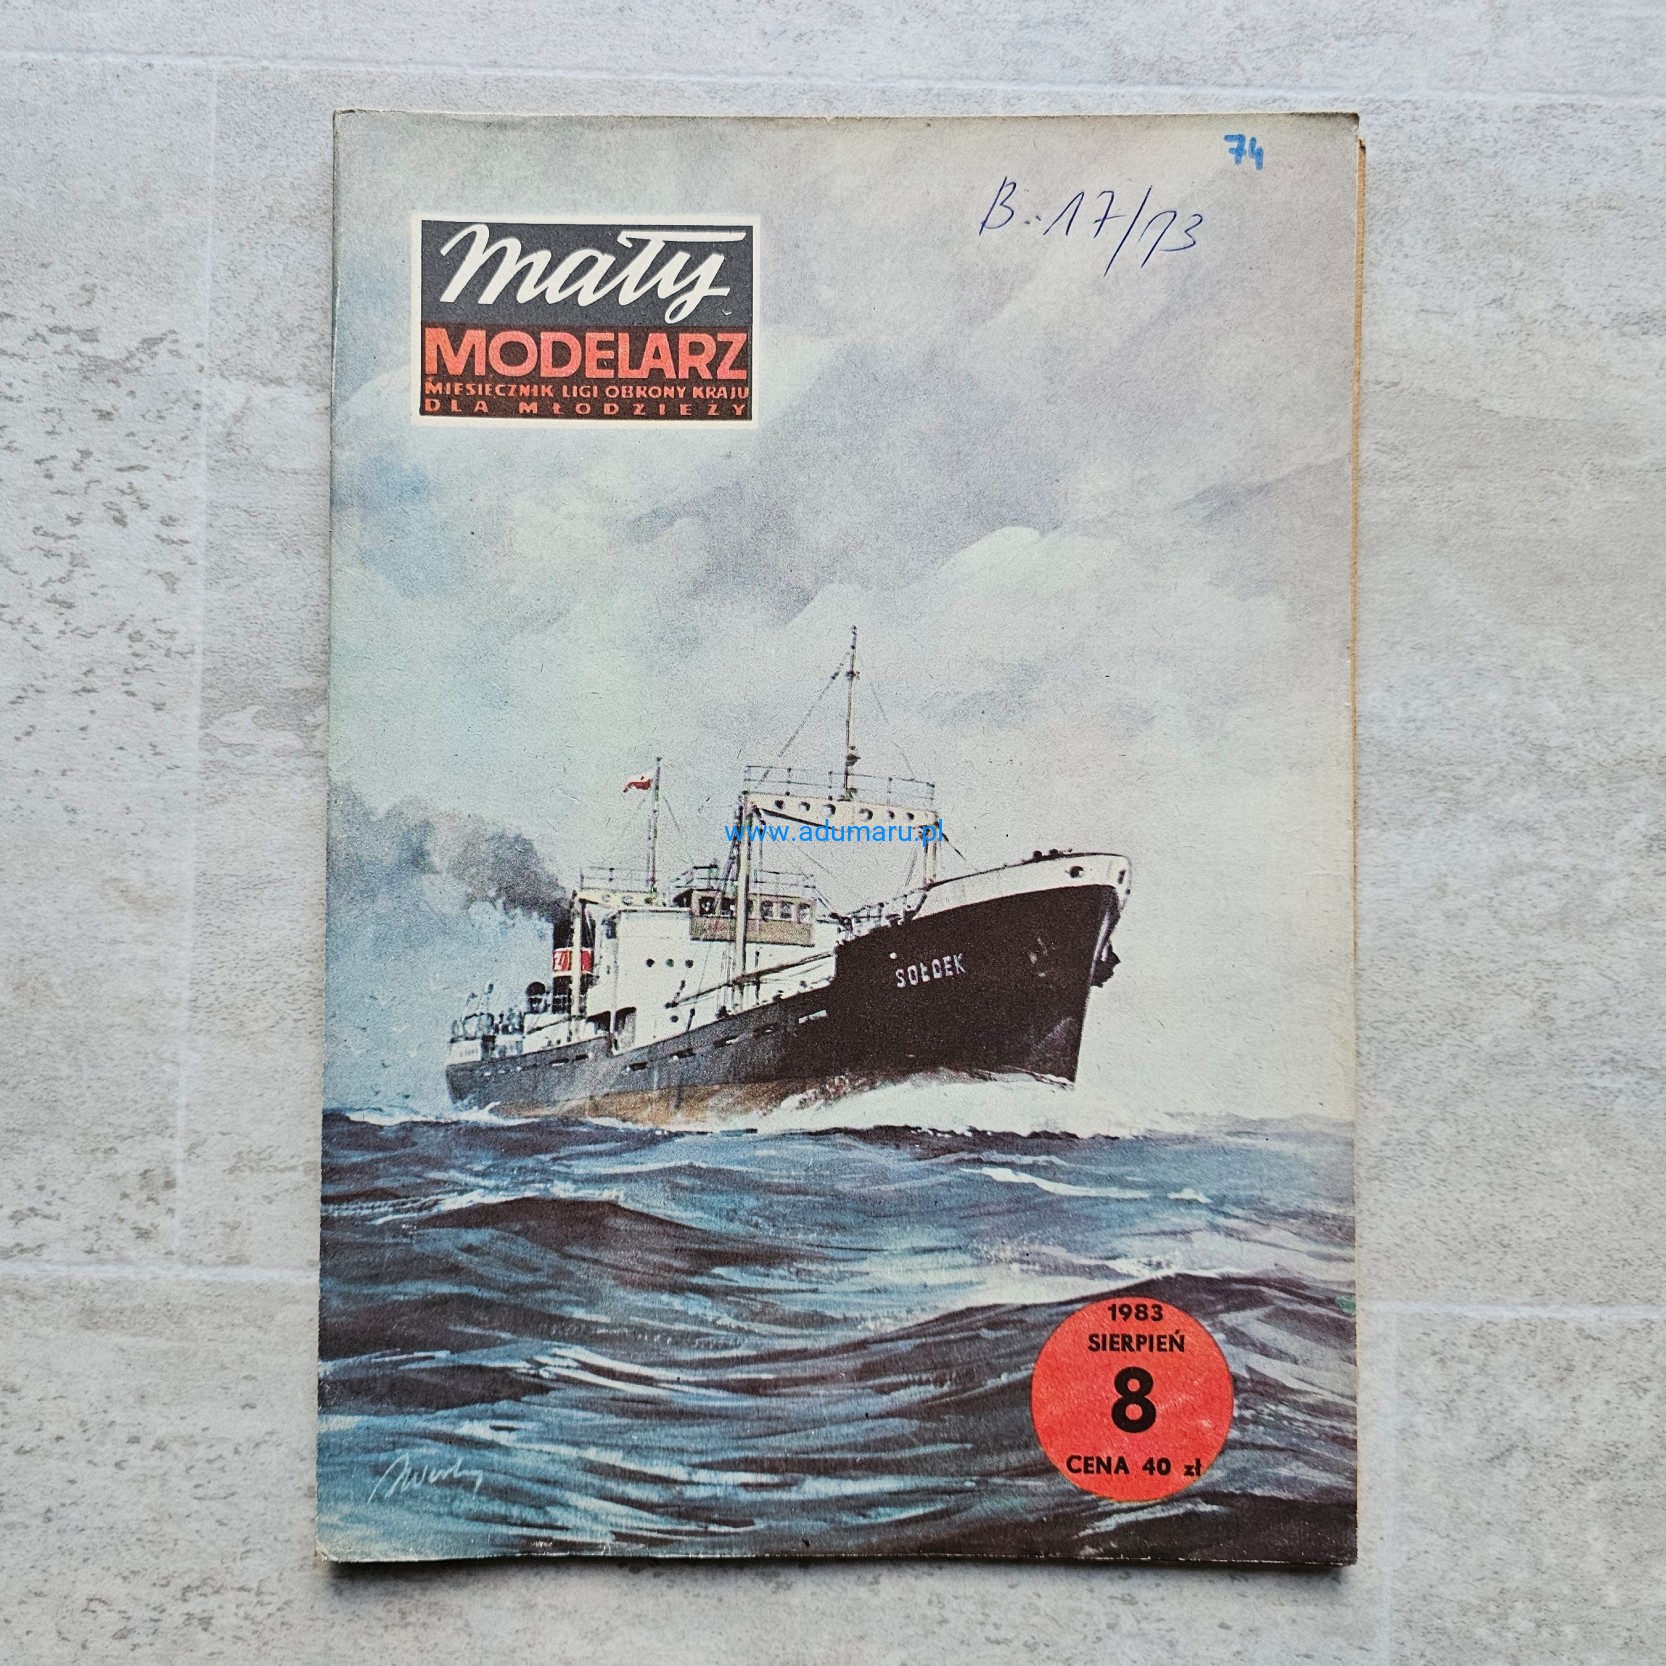 74
B. 17/13
Mały
MODELARZ
MIESIĘCZNIK LIGI OBRONY KRAJU
DLA MŁODZIEŻY
www.adumaru.pl
SOŁDEK
1983
SIERPIEŃ
8
CENA 40 zł